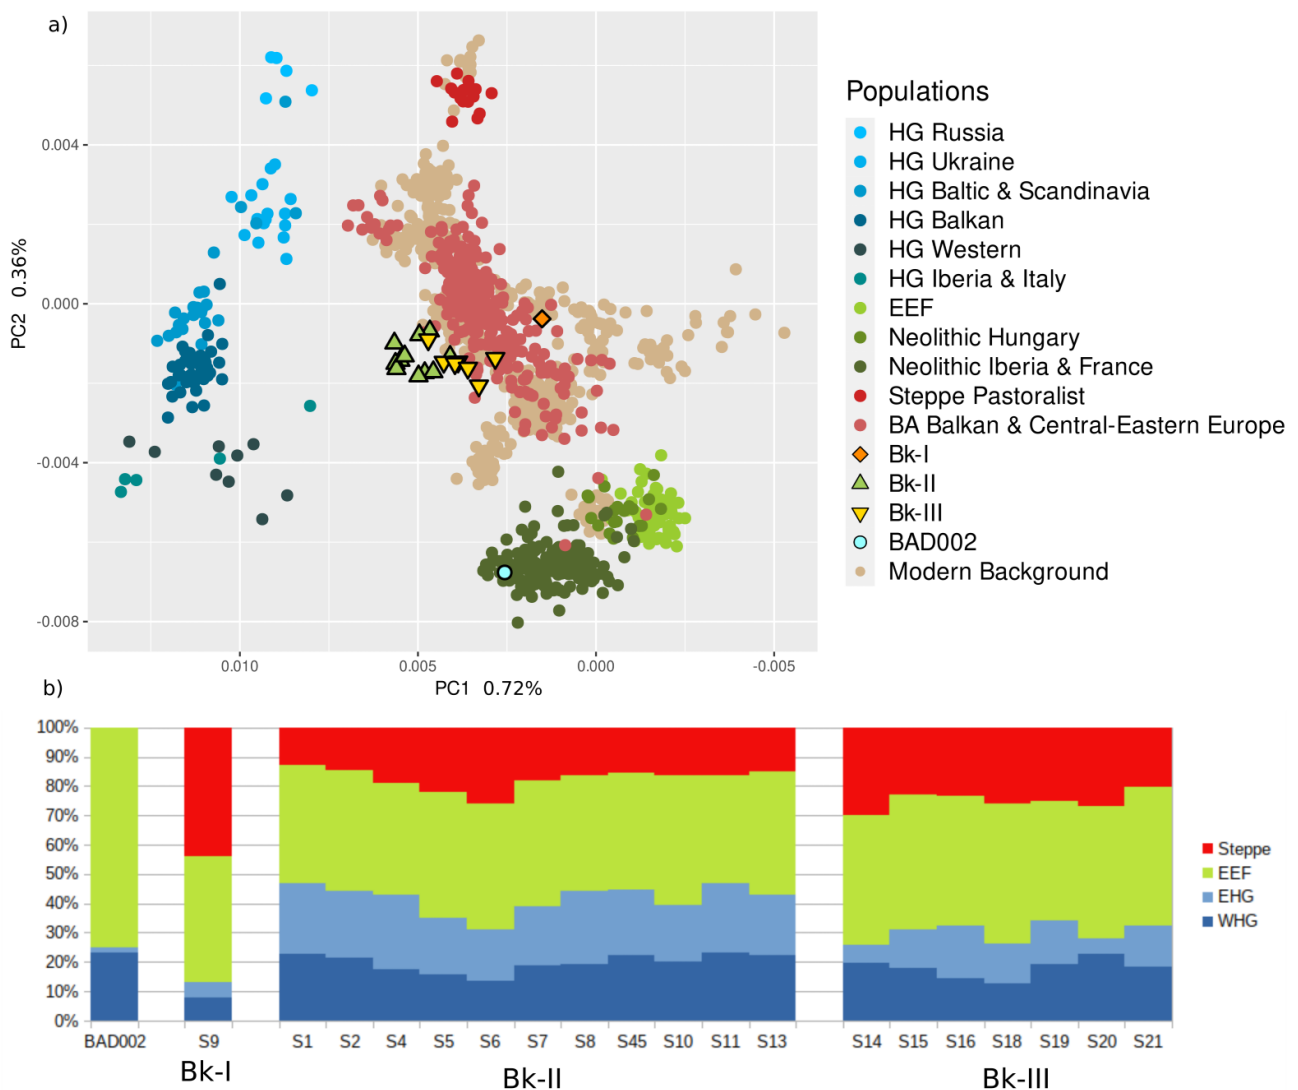 a)
PC2 0.36%
0.004
0.000
-0.004
-0.008
0.010 0.005 0.000 -0.005
PC1 0.72%
Populations
HG Russia
HG Ukraine
HG Baltic & Scandinavia
HG Balkan
HG Western
HG Iberia & Italy
EEF
Neolithic Hungary
Neolithic Iberia & France
Steppe Pastoralist
BA Balkan & Central-Eastern Europe
Bk-I
Bk-II
Bk-III
BAD002
Modern Background
b)
100%
90%
80%
70%
60%
50%
40%
30%
20%
10%
0%
BAD002 S9 S1 S2 S4 S5 S6 S7 S8 S45 S10 S11 S13 S14 S15 S16 S18 S19 S20 S21
Bk-I Bk-II Bk-III
Steppe
EEF
EHG
WHG